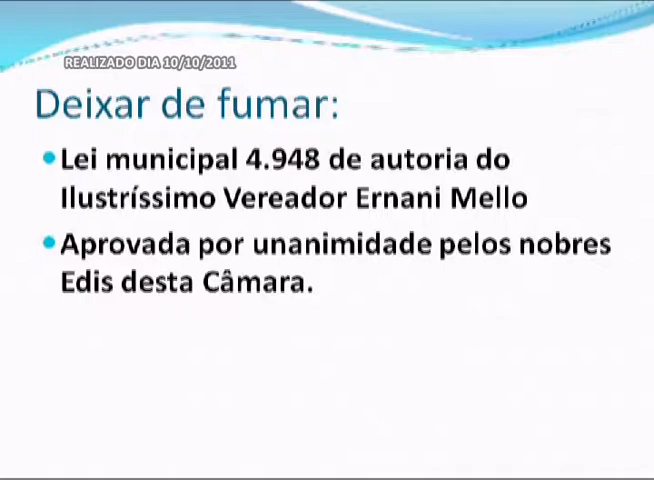 REALIZADO DIA 10/10/2011
Deixar de fumar:
Lei municipal 4.948 de autoria do
Ilustríssimo Vereador Ernani Mello
Aprovada por unanimidade pelos nobres
Edis desta Câmara.